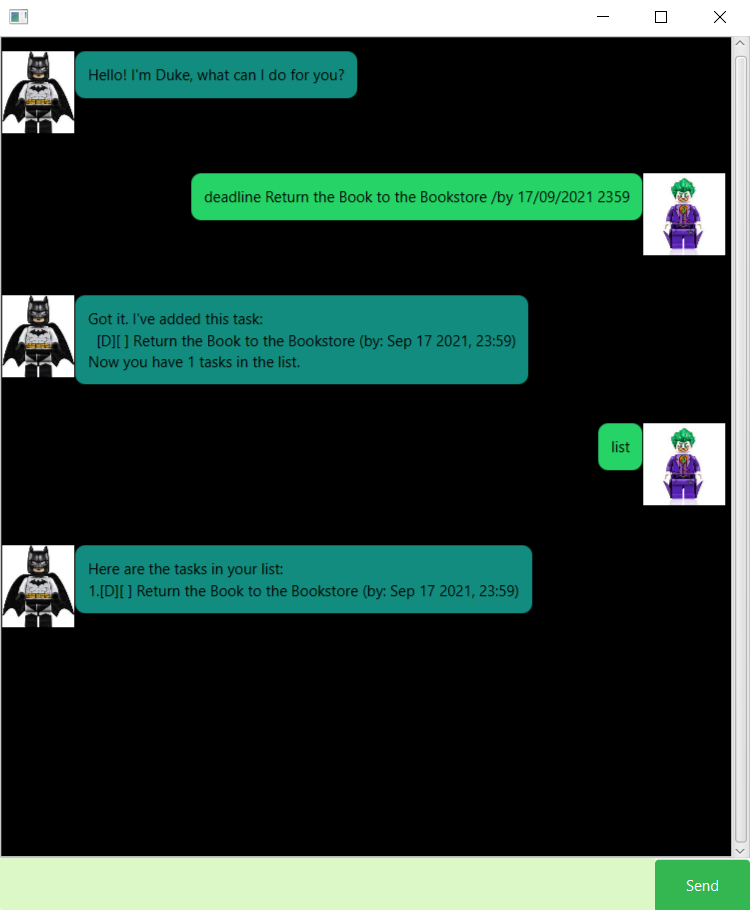 Hello! I'm Duke, what can I do for you?
deadline Return the Book to the Bookstore /by 17/09/2021 2359
Got it. I've added this task:
[D][ ] Return the Book to the Bookstore (by: Sep 17 2021, 23:59)
Now you have 1 tasks in the list.
list
Here are the tasks in your list:
1.[D][ ] Return the Book to the Bookstore (by: Sep 17 2021, 23:59)
Send